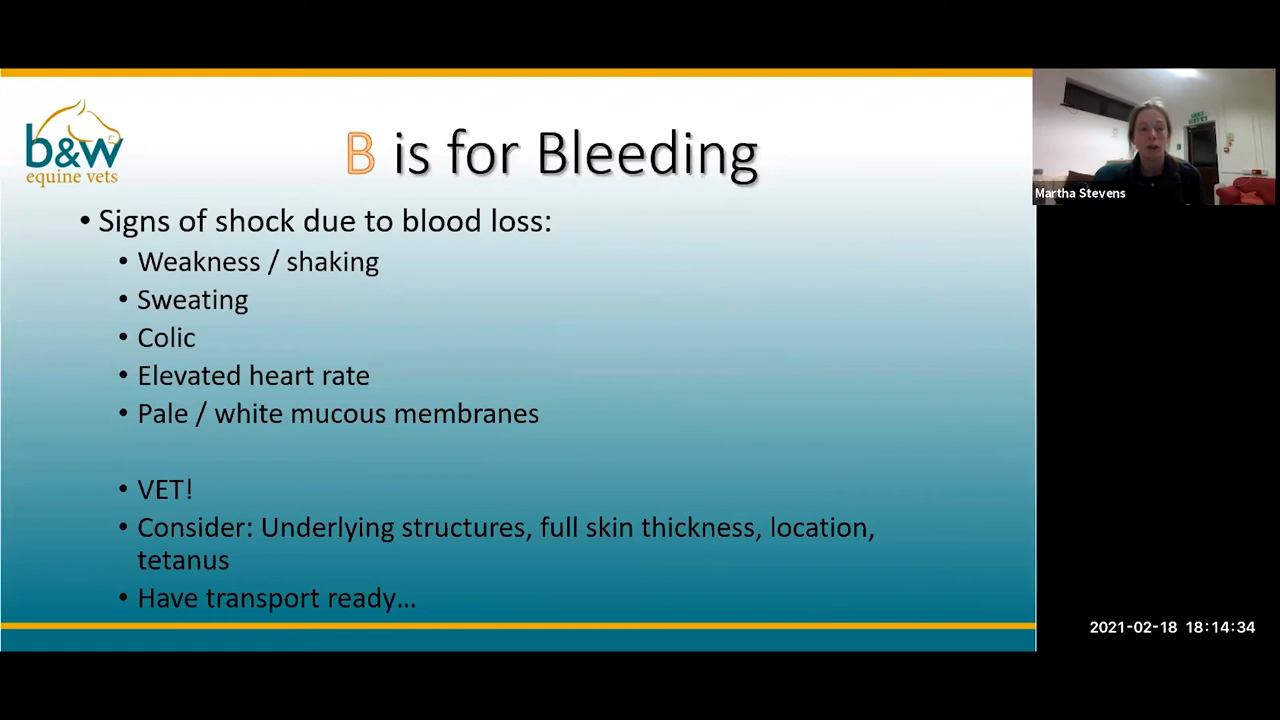 b&w
equine vets
B is for Bleeding
• Signs of shock due to blood loss:
• Weakness / shaking
• Sweating
• Colic
• Elevated heart rate
• Pale / white mucous membranes
• VET!
• Consider: Underlying structures, full skin thickness, location,
tetanus
• Have transport ready…
Martha Stevens
2021-02-18 18:14:34